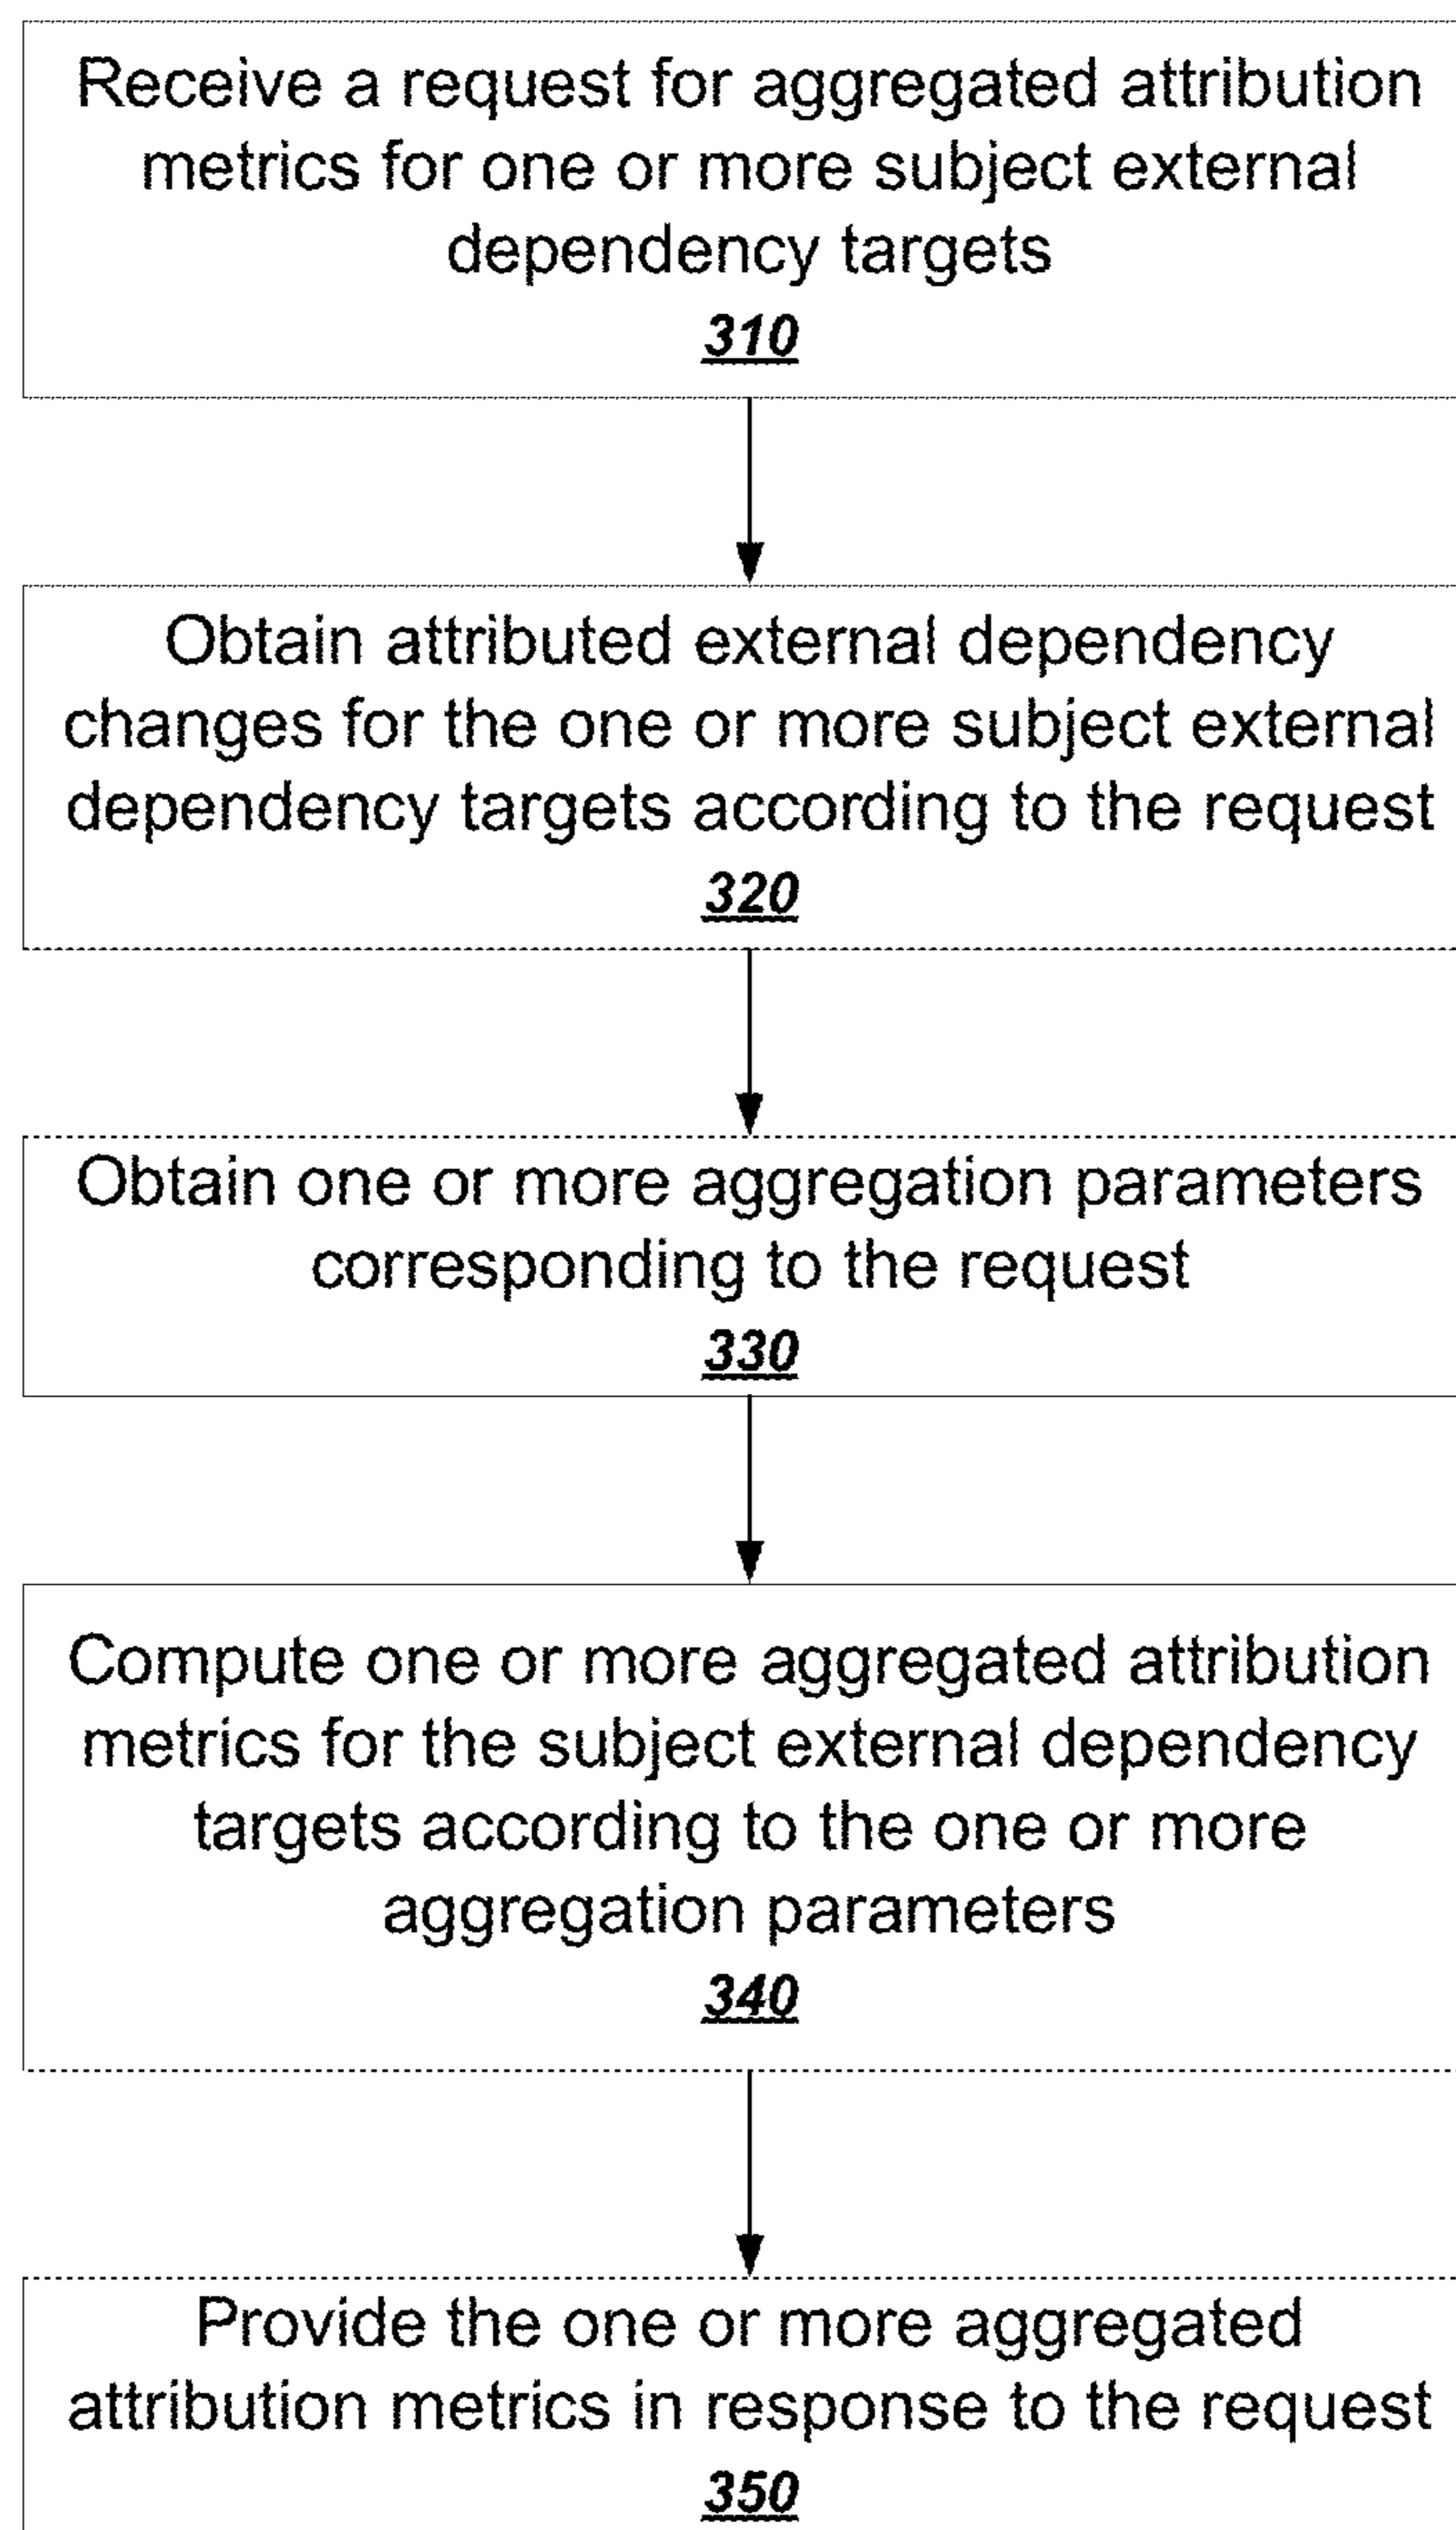 Receive a request for aggregated attribution
metrics for one or more subject external
dependency targets
310
Obtain attributed external dependency
changes for the one or more subject external
dependency targets according to the request
320
Obtain one or more aggregation parameters
corresponding to the request
330
Compute one or more aggregated attribution
metrics for the subject external dependency
targets according to the one or more
aggregation parameters
340
Provide the one or more aggregated
attribution metrics in response to the request
350